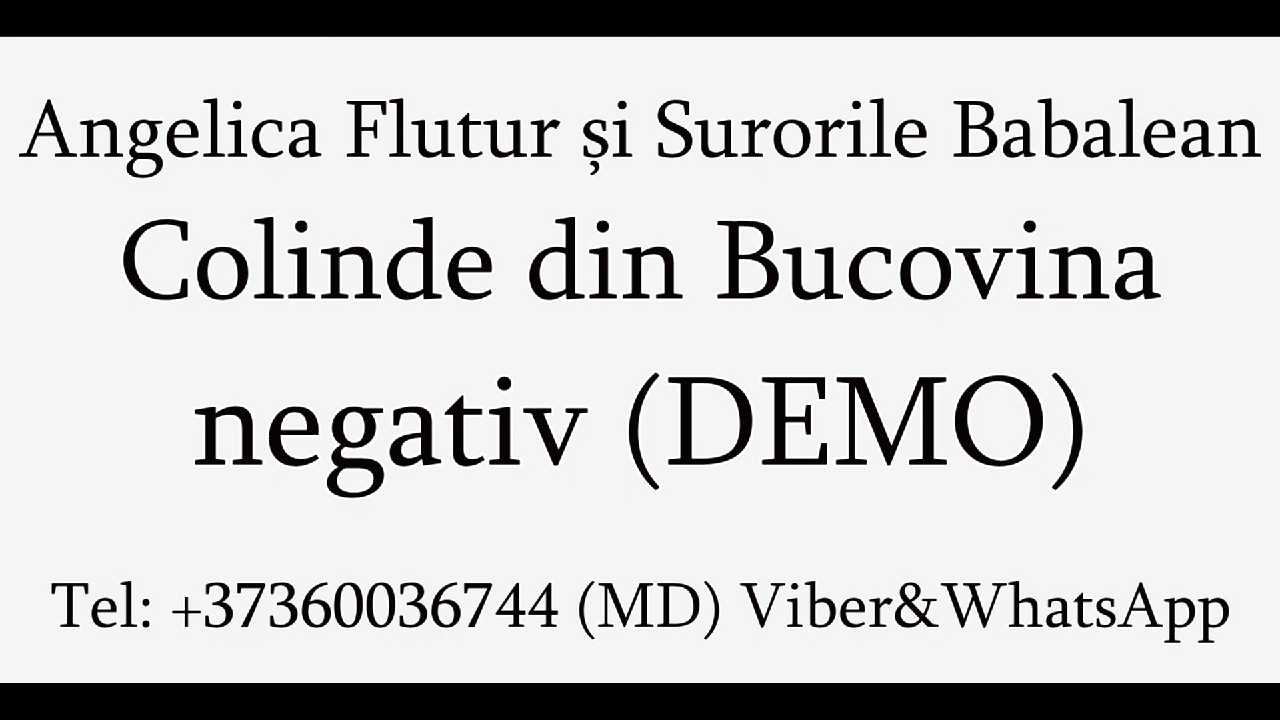 Angelica Flutur și Surorile Babalean
Colinde din Bucovina
negativ (DEMO)
Tel: +37360036744 (MD) Viber&WhatsApp